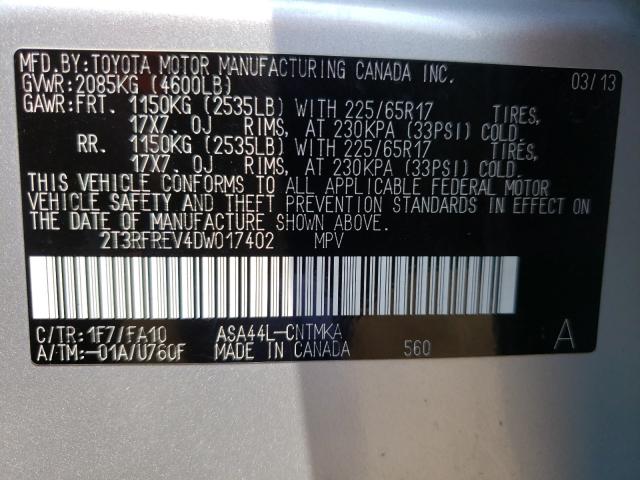 MFD.BY:TOYOTA MOTOR MANUFACTURING CANADA INC.
GVWR:2085KG (4600LB) 03/13
GAWR:FRT. 1150KG (2535LB) WITH 225/65R17 TIRES,
17X7.0J RIMS, AT 230KPA (33PSI) COLD.
RR. 1150KG (2535LB) WITH 225/65R17 TIRES,
17X7.0J RIMS, AT 230KPA (33PSI) COLD.
THIS VEHICLE CONFORMS TO ALL APPLICABLE FEDERAL MOTOR
VEHICLE SAFETY AND THEFT PREVENTION STANDARDS IN EFFECT ON
THE DATE OF MANUFACTURE SHOWN ABOVE.
2T3RFREV4DW017402 MPV
C/TR:1F7/FA10 ASA44L-CNTMKA
A/TM:-01A/U760F MADE IN CANADA 560 A